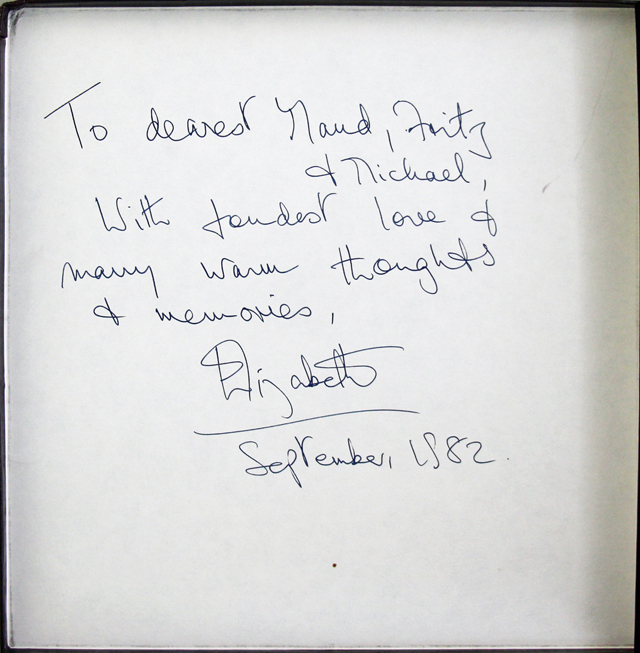 To dearest Maud, Fritz
& Michael,
With fondest love &
many warm thoughts
& memories,
Elizabeth
September, 1982.